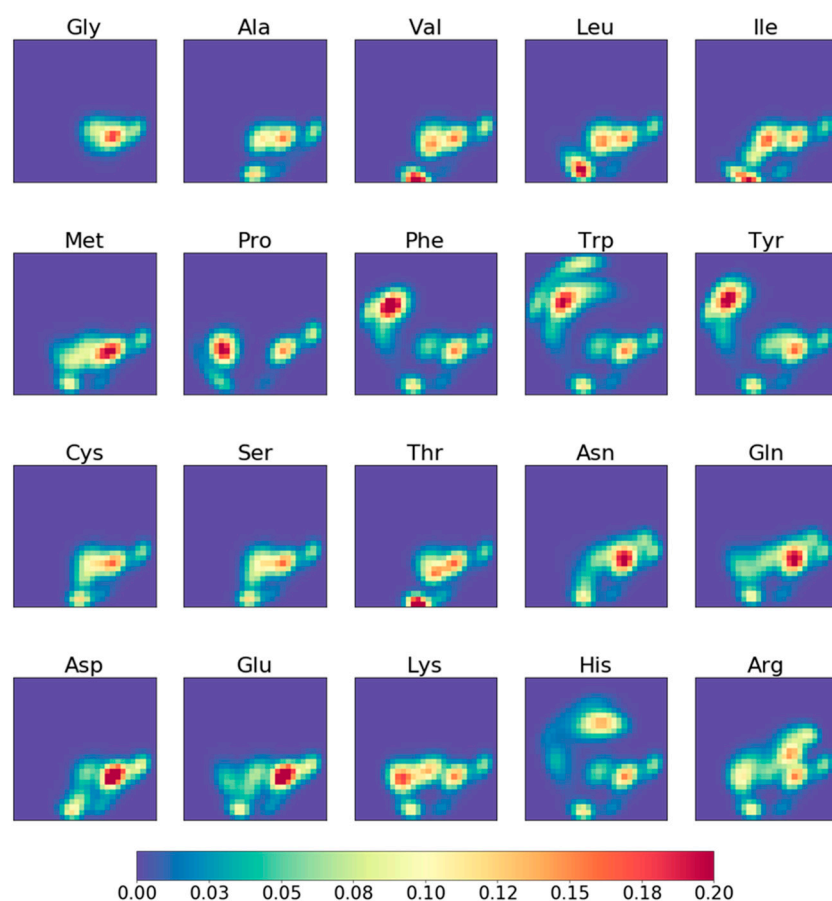 Gly Ala Val Leu Ile
Met Pro Phe Trp Tyr
Cys Ser Thr Asn Gln
Asp Glu Lys His Arg
0.00 0.03 0.05 0.08 0.10 0.12 0.15 0.18 0.20